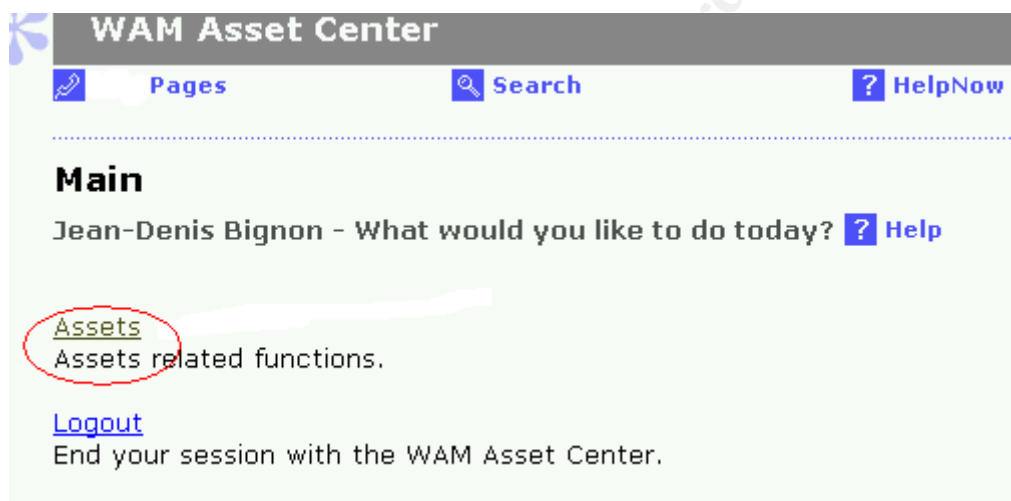 WAM Asset Center
Pages Search ? HelpNow
Main
Jean-Denis Bignon - What would you like to do today? ? Help
Assets
Assets related functions.
Logout
End your session with the WAM Asset Center.